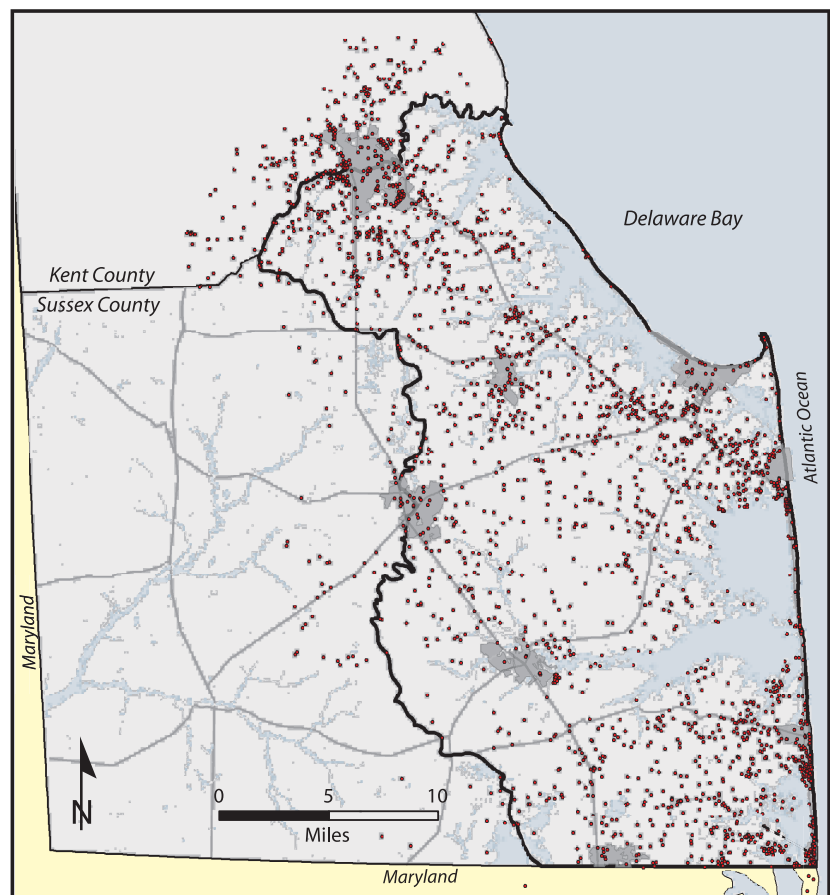 Delaware Bay
Kent County
Sussex County
Atlantic Ocean
Maryland
N
0 5 10
Miles
Maryland